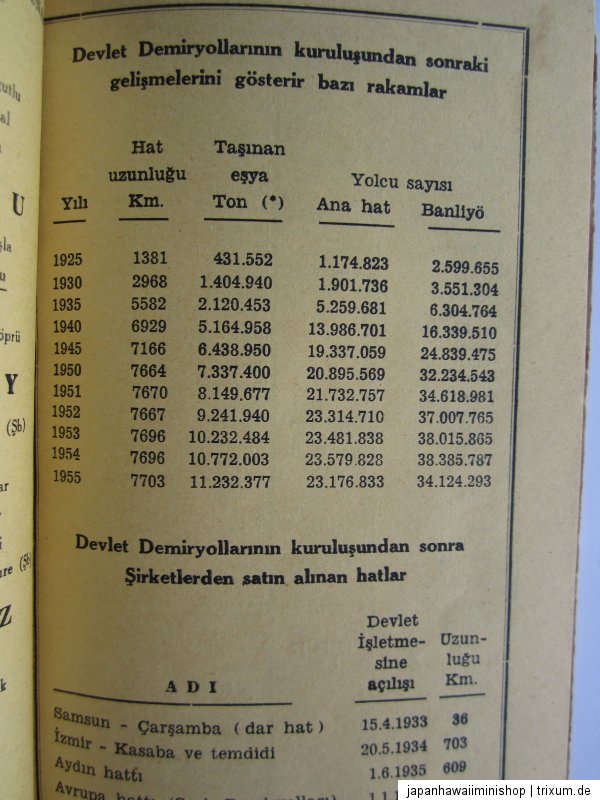 Devlet Demiryollarının kuruluşundan sonraki
gelişmelerini gösterir bazı rakamlar
Hat Taşınan
uzunluğu eşya Yolcu sayısı
Yılı Km. Ton (*) Ana hat Banliyö
1925 1381 431.552 1.174.823 2.599.655
1930 2968 1.404.940 1.901.736 3.551.304
1935 5582 2.120.453 5.259.681 6.304.764
1940 6929 5.164.958 13.986.701 16.339.510
1945 7166 6.438.950 19.337.059 24.839.475
1950 7664 7.337.400 20.895.569 32.234.543
1951 7670 8.149.677 21.732.757 34.618.981
1952 7667 9.241.940 23.314.710 37.007.765
1953 7696 10.232.484 23.481.838 38.015.865
1954 7696 10.772.003 23.579.828 38.385.787
1955 7703 11.232.377 23.176.833 34.124.293
Devlet Demiryollarının kuruluşundan sonra
Şirketlerden satın alınan hatlar
Devlet
İşletme- Uzun-
sine luğu
ADI açılışı Km.
Samsun - Çarşamba (dar hat) 15.4.1933 36
İzmir - Kasaba ve temdidi 20.5.1934 703
Aydın hattı 1.6.1935 609
Avrupa hattı
U
Y
(Şb)
Z
japanhawaiiminishop | trixum.de